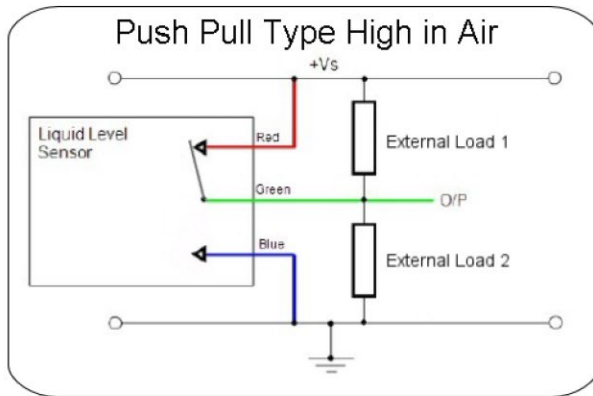 Push Pull Type High in Air
+Vs
Liquid Level
Sensor
Red
External Load 1
Green
O/P
Blue
External Load 2